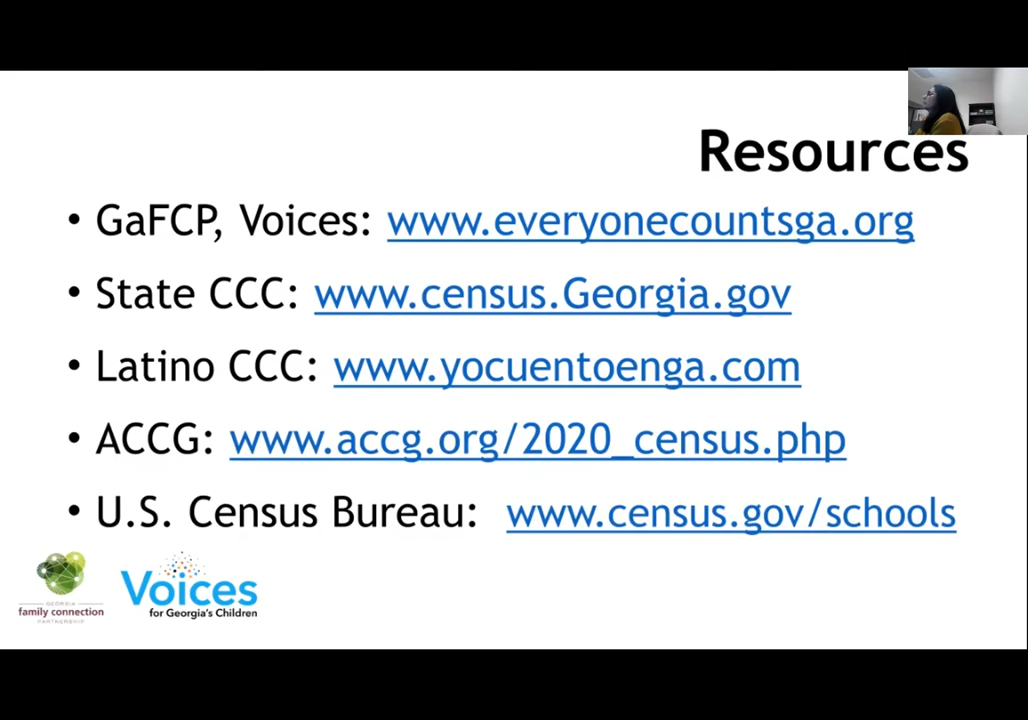 Resources
• GaFCP, Voices: www.everyonecountsga.org
• State CCC: www.census.Georgia.gov
• Latino CCC: www.yocuentoenga.com
• ACCG: www.accg.org/2020_census.php
• U.S. Census Bureau: www.census.gov/schools
GEORGIA
family connection
PARTNERSHIP
Voices
for Georgia's Children